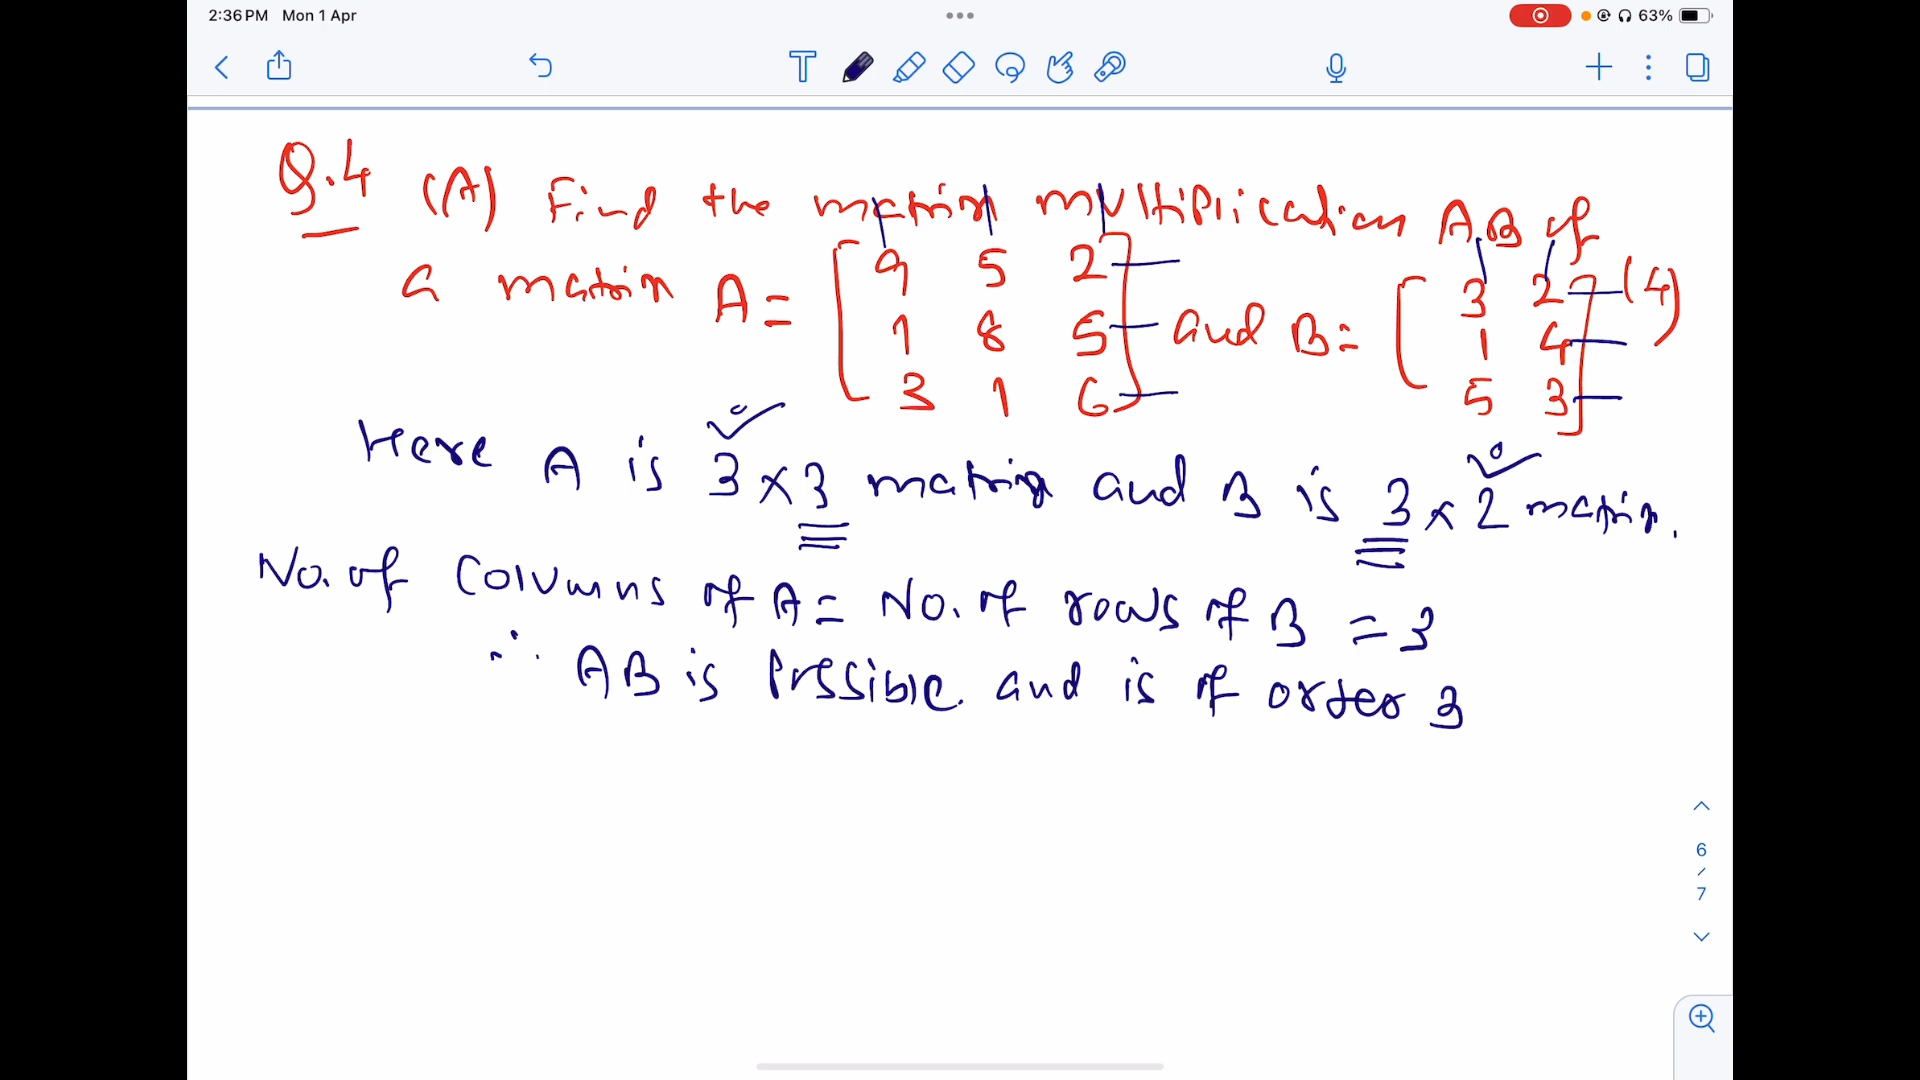 2:36 PM Mon 1 Apr 63%
Q.4 (A) Find the matrix multiplication AB of
a matrix A = [9 5 2 and B = [3 2 (4)
1 8 5 1 4
3 1 6] 5 3]
Here A is 3 x 3 matrix and B is 3 x 2 matrix.
No. of Columns of A = No. of rows of B = 3
∴ AB is Possible. and is of order 3
6
/
7